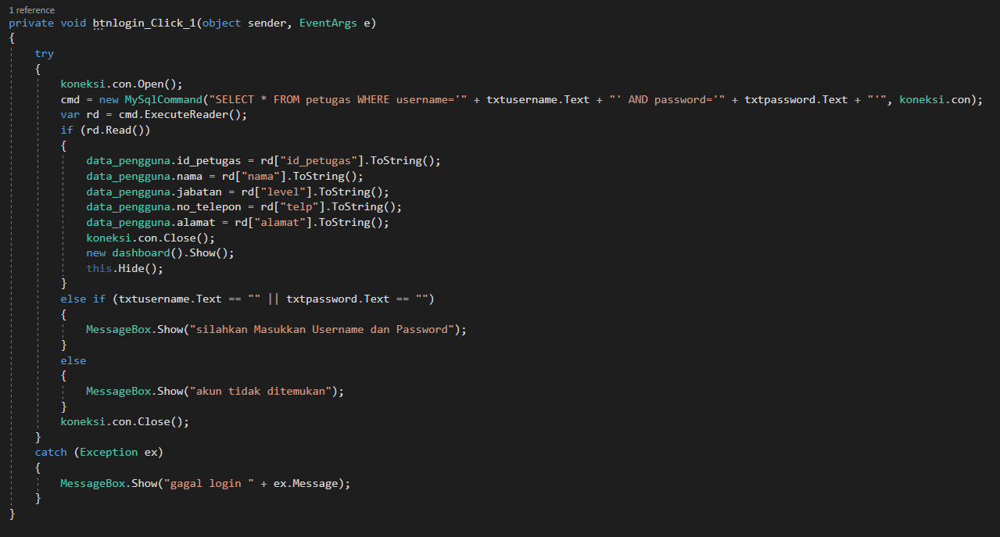 1 reference
private void btnlogin_Click_1(object sender, EventArgs e)
{
try
{
koneksi.con.Open();
cmd = new MySqlCommand("SELECT * FROM petugas WHERE username='" + txtusername.Text + "' AND password='" + txtpassword.Text + "'", koneksi.con);
var rd = cmd.ExecuteReader();
if (rd.Read())
{
data_pengguna.id_petugas = rd["id_petugas"].ToString();
data_pengguna.nama = rd["nama"].ToString();
data_pengguna.jabatan = rd["level"].ToString();
data_pengguna.no_telepon = rd["telp"].ToString();
data_pengguna.alamat = rd["alamat"].ToString();
koneksi.con.Close();
new dashboard().Show();
this.Hide();
}
else if (txtusername.Text == "" || txtpassword.Text == "")
{
MessageBox.Show("silahkan Masukkan Username dan Password");
}
else
{
MessageBox.Show("akun tidak ditemukan");
}
koneksi.con.Close();
}
catch (Exception ex)
{
MessageBox.Show("gagal login " + ex.Message);
}
}